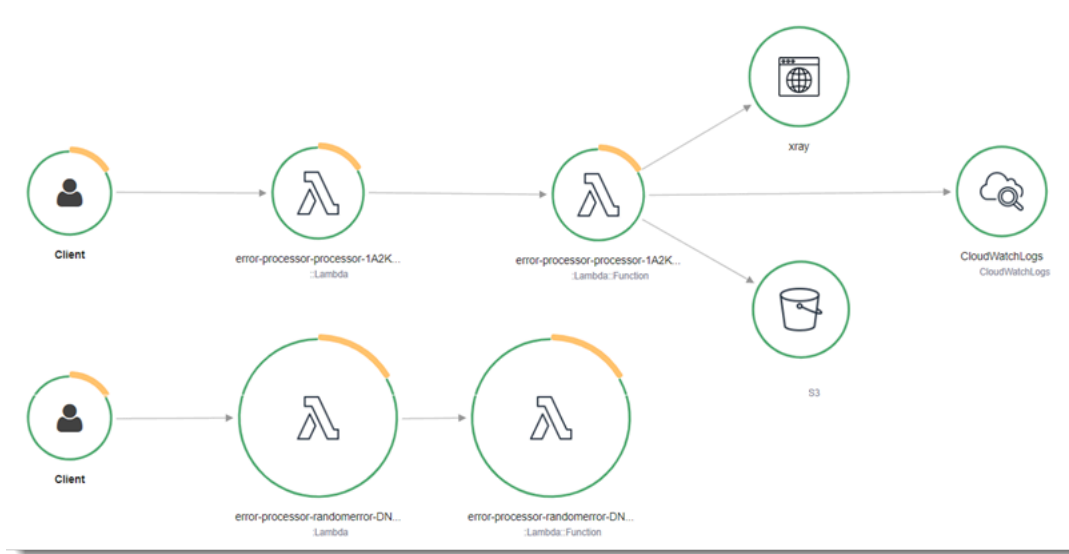 xray
Client
error-processor-processor-1A2K...
::Lambda
error-processor-processor-1A2K...
:Lambda::Function
CloudWatchLogs
CloudWatchLogs
S3
Client
error-processor-randomerror-DN...
:Lambda
error-processor-randomerror-DN...
:Lambda::Function